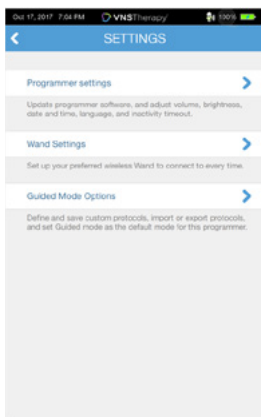 Oct 17, 2017 7:04 PM VNSTherapy 100%
SETTINGS
Programmer settings
Update programmer software, and adjust volume, brightness,
date and time, language, and inactivity timeout.
Wand Settings
Set up your preferred wireless Wand to connect to every time.
Guided Mode Options
Define and save custom protocols, import or export protocols,
and set Guided mode as the default mode for this programmer.